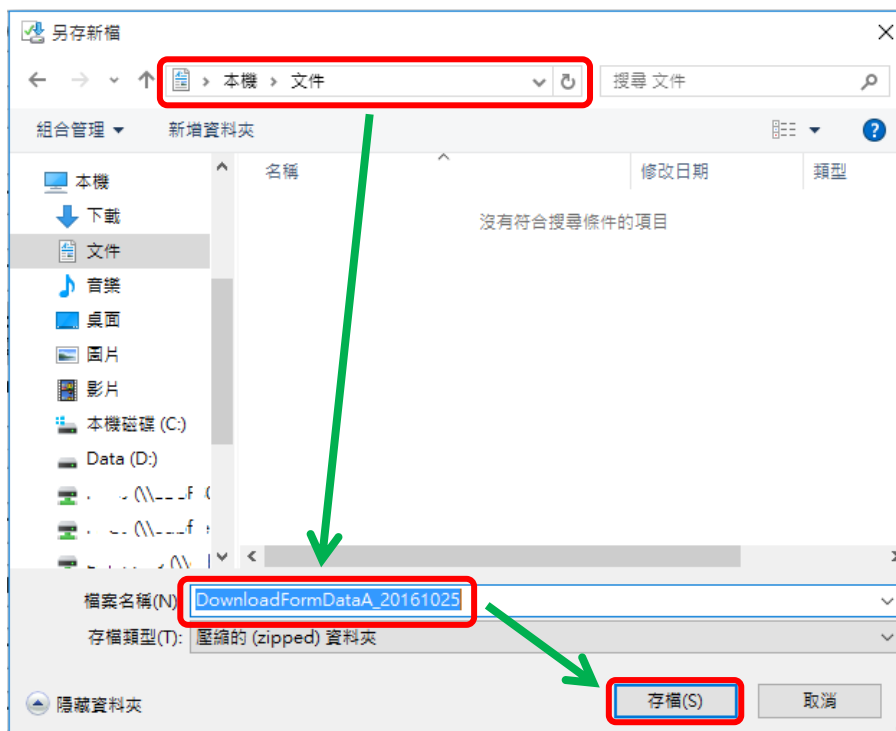 另存新檔
本機 › 文件
搜尋 文件
組合管理
新增資料夾
名稱
修改日期
類型
沒有符合搜尋條件的項目
本機
下載
文件
音樂
桌面
圖片
影片
本機磁碟 (C:)
Data (D:)
檔案名稱(N)
DownloadFormDataA_20161025
存檔類型(T):
壓縮的 (zipped) 資料夾
隱藏資料夾
存檔(S)
取消